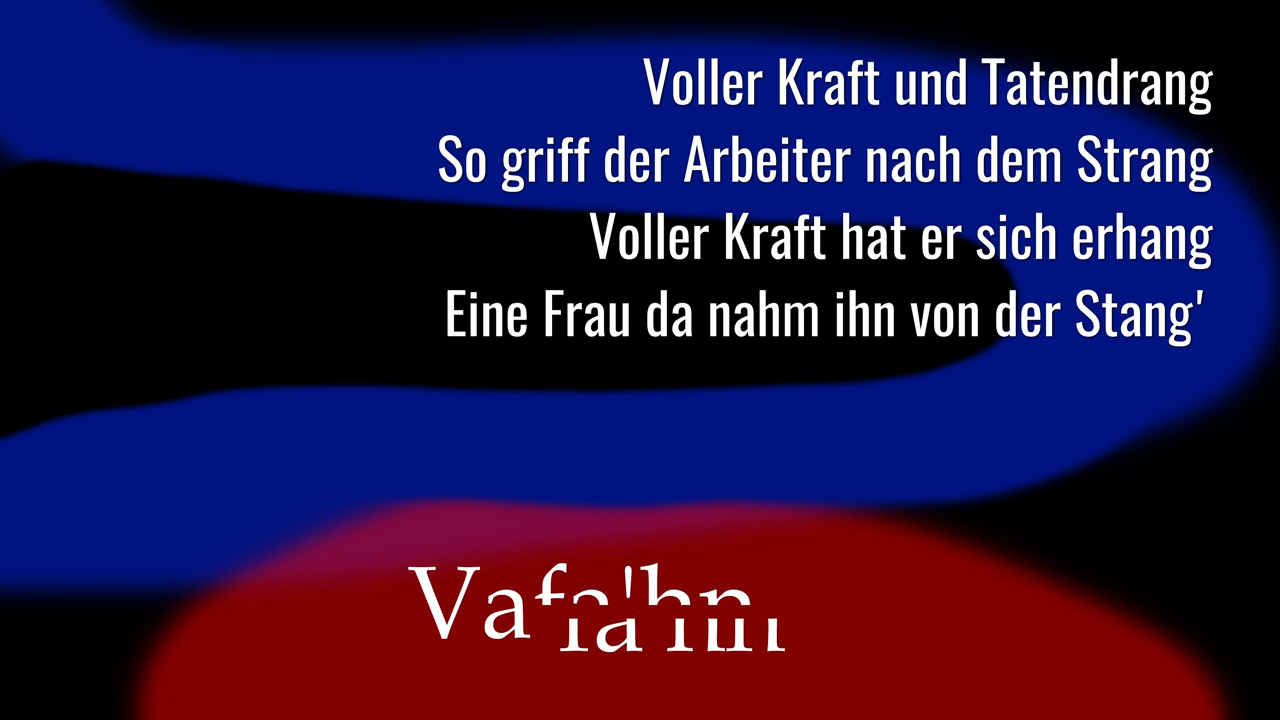 Voller Kraft und Tatendrang
So griff der Arbeiter nach dem Strang
Voller Kraft hat er sich erhang
Eine Frau da nahm ihn von der Stang'
Vafa'hn